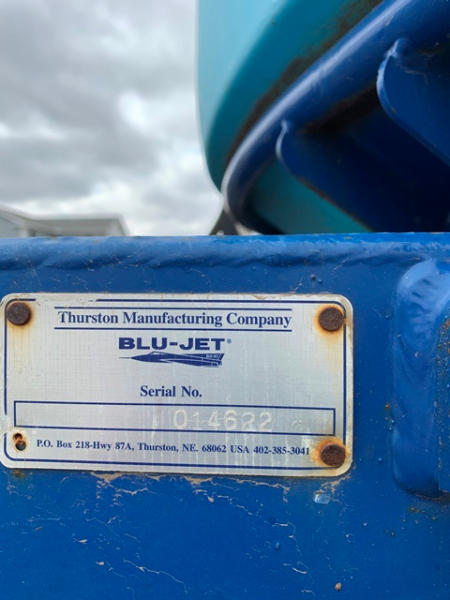 Thurston Manufacturing Company
BLU-JET®
Serial No.
014622
P.O. Box 218-Hwy 87A, Thurston, NE. 68062 USA 402-385-3041